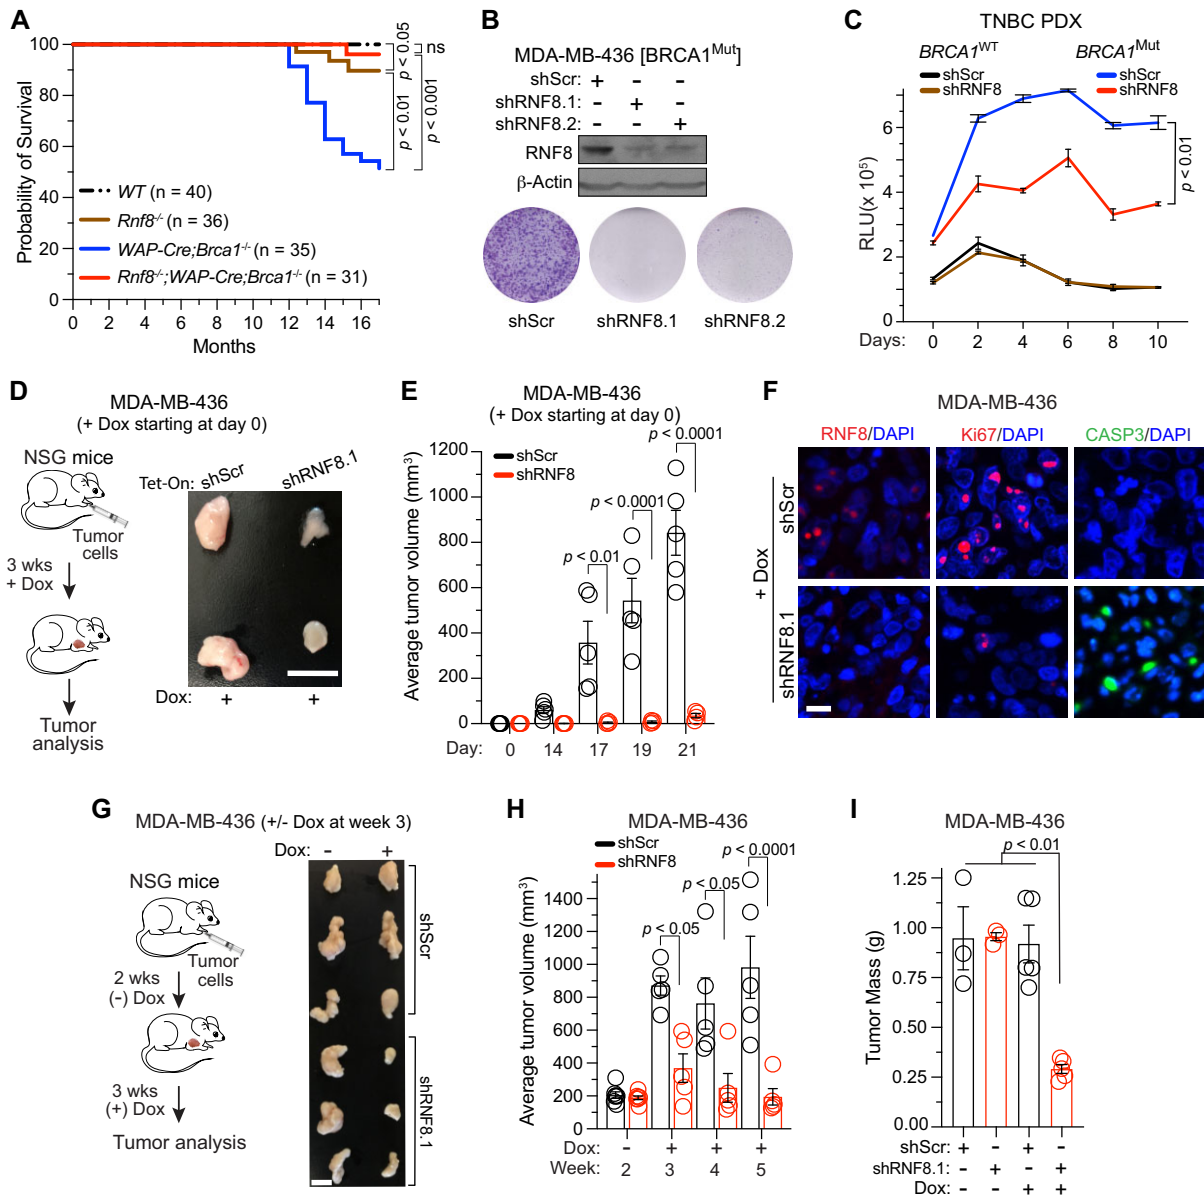 A
Probability of Survival
100
80
60
40
20
0
0 2 4 6 8 10 12 14 16
Months
WT (n = 40)
Rnf8-/- (n = 36)
WAP-Cre;Brca1-/- (n = 35)
Rnf8-/-;WAP-Cre;Brca1-/- (n = 31)
p < 0.05
ns
p < 0.01
p < 0.001
B
MDA-MB-436 [BRCA1Mut]
shScr: + - -
shRNF8.1: - + -
shRNF8.2: - - +
RNF8
β-Actin
shScr shRNF8.1 shRNF8.2
C
TNBC PDX
BRCA1WT BRCA1Mut
shScr shScr
shRNF8 shRNF8
RLU(x 10⁵)
6
4
2
0
p < 0.01
Days: 0 2 4 6 8 10
D
MDA-MB-436
(+ Dox starting at day 0)
NSG mice
Tet-On: shScr shRNF8.1
Tumor
cells
3 wks
+ Dox
Tumor
analysis
Dox: + +
E
MDA-MB-436
(+ Dox starting at day 0)
shScr
shRNF8
Average tumor volume (mm³)
1200
1000
800
600
400
200
0
p < 0.01
p < 0.0001
p < 0.0001
Day: 0 14 17 19 21
F
MDA-MB-436
RNF8/DAPI Ki67/DAPI CASP3/DAPI
+ Dox
shScr
shRNF8.1
G
MDA-MB-436 (+/- Dox at week 3)
Dox: - +
NSG mice
Tumor
cells
2 wks
(-) Dox
3 wks
(+) Dox
Tumor analysis
shScr
shRNF8.1
H
MDA-MB-436
shScr
shRNF8
Average tumor volume (mm³)
1400
1200
1000
800
600
400
200
0
p < 0.05
p < 0.05
p < 0.0001
Dox: - + + +
Week: 2 3 4 5
I
MDA-MB-436
p < 0.01
Tumor Mass (g)
1.25
1.00
0.75
0.50
0.25
0.00
shScr: + - + -
shRNF8.1: - + - +
Dox: - - + +